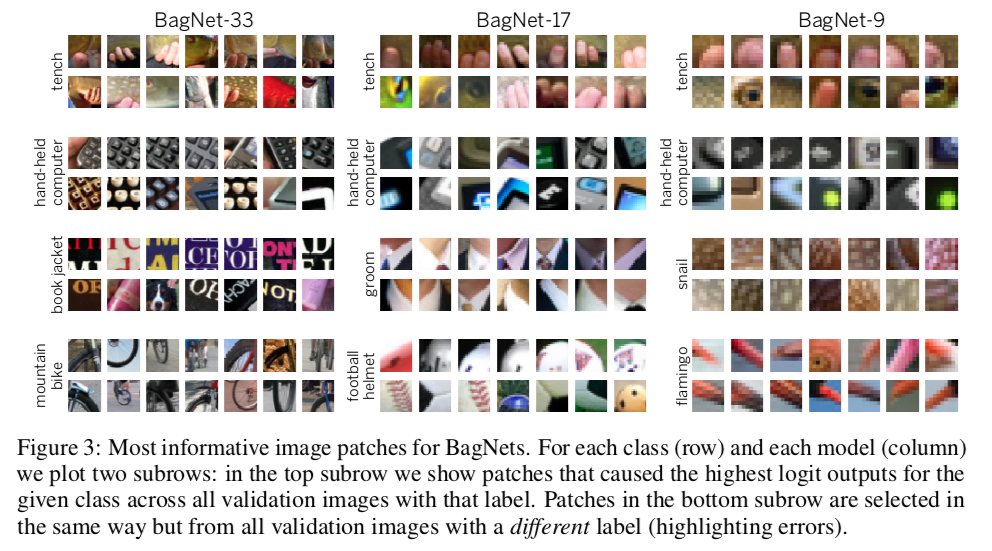 BagNet-33
BagNet-17
BagNet-9
tench
tench
tench
hand-held
computer
hand-held
computer
hand-held
computer
book jacket
groom
snail
mountain
bike
football
helmet
flamingo
Figure 3: Most informative image patches for BagNets. For each class (row) and each model (column)
we plot two subrows: in the top subrow we show patches that caused the highest logit outputs for the
given class across all validation images with that label. Patches in the bottom subrow are selected in
the same way but from all validation images with a different label (highlighting errors).